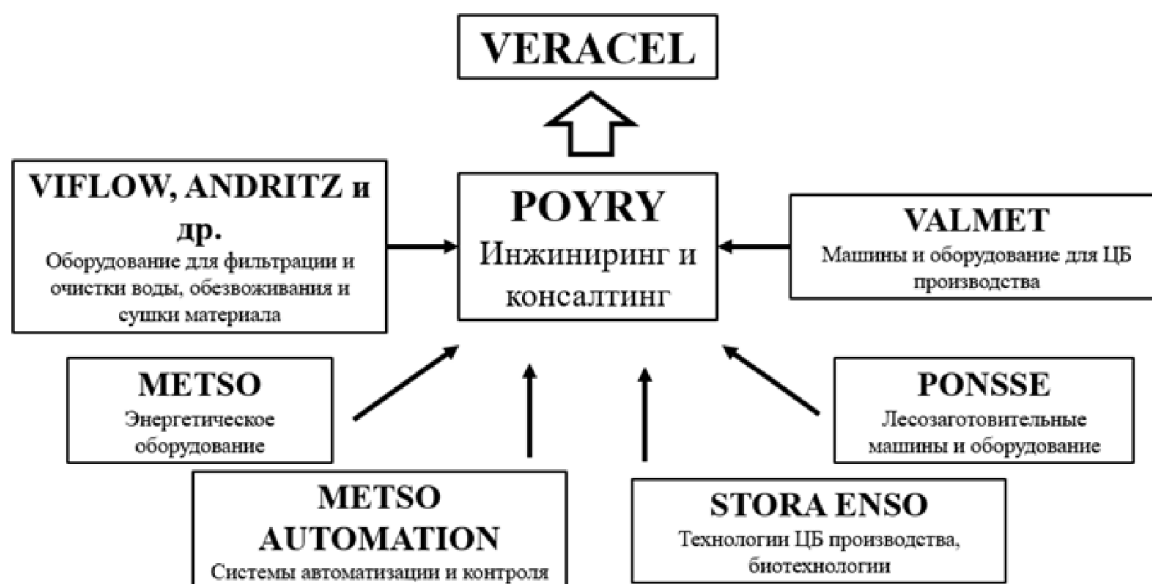 VERACEL
VIFLOW, ANDRITZ и
др.
Оборудование для фильтрации и
очистки воды, обезвоживания и
сушки материала
POYRY
Инжиниринг и
консалтинг
VALMET
Машины и оборудование для ЦБ
производства
METSO
Энергетическое
оборудование
PONSSE
Лесозаготовительные
машины и оборудование
METSO
AUTOMATION
Системы автоматизации и контроля
STORA ENSO
Технологии ЦБ производства,
биотехнологии